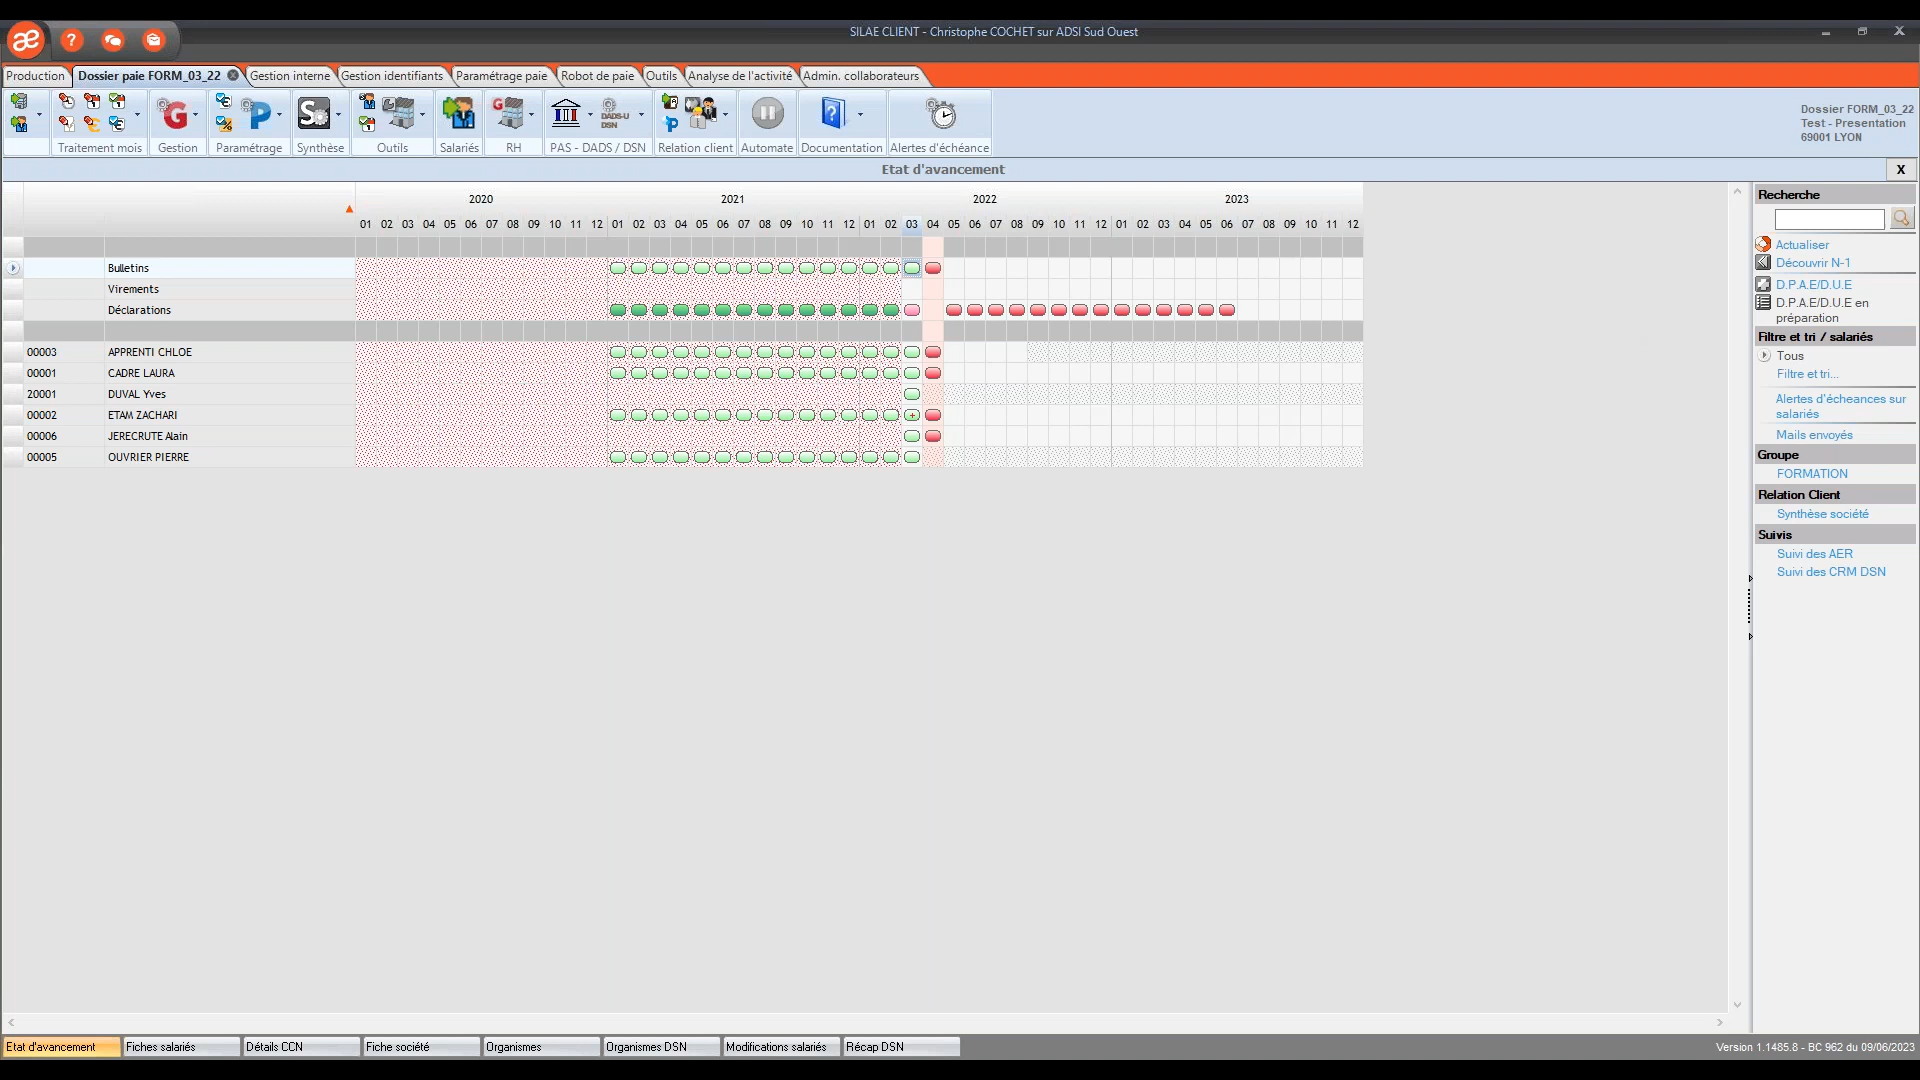 SILAE CLIENT - Christophe COCHET sur ADSI Sud Ouest
Production Dossier paie FORM_03_22 Gestion interne Gestion identifiants Paramétrage paie Robot de paie Outils Analyse de l'activité Admin. collaborateurs
Traitement mois Gestion Paramétrage Synthèse Outils Salariés RH PAS - DADS / DSN Relation client Automate Documentation Alertes d'échéance
DADS-U
DSN
Dossier FORM_03_22
Test - Presentation
69001 LYON
Etat d'avancement X
2020 2021 2022 2023
01 02 03 04 05 06 07 08 09 10 11 12 01 02 03 04 05 06 07 08 09 10 11 12 01 02 03 04 05 06 07 08 09 10 11 12 01 02 03 04 05 06 07 08 09 10 11 12
Bulletins
Virements
Déclarations
00003 APPRENTI CHLOE
00001 CADRE LAURA
20001 DUVAL Yves
00002 ETAM ZACHARI
00006 JERECRUTE Alain
00005 OUVRIER PIERRE
Recherche
Actualiser
Découvrir N-1
D.P.A.E/D.U.E
D.P.A.E/D.U.E en
préparation
Filtre et tri / salariés
Tous
Filtre et tri...
Alertes d'écheances sur
salariés
Mails envoyés
Groupe
FORMATION
Relation Client
Synthèse société
Suivis
Suivi des AER
Suivi des CRM DSN
Etat d'avancement Fiches salariés Détails CCN Fiche société Organismes Organismes DSN Modifications salariés Récap DSN
Version 1.1485.8 - BC 962 du 09/06/2023